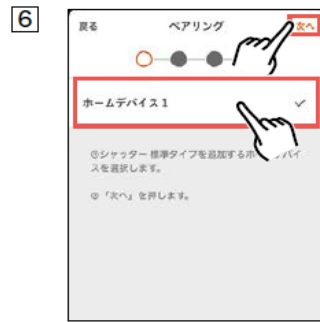 6
戻る ペアリング 次へ
ホームデバイス1
①シャッター 標準タイプを追加するホ
スを選択します。
②「次へ」を押します。